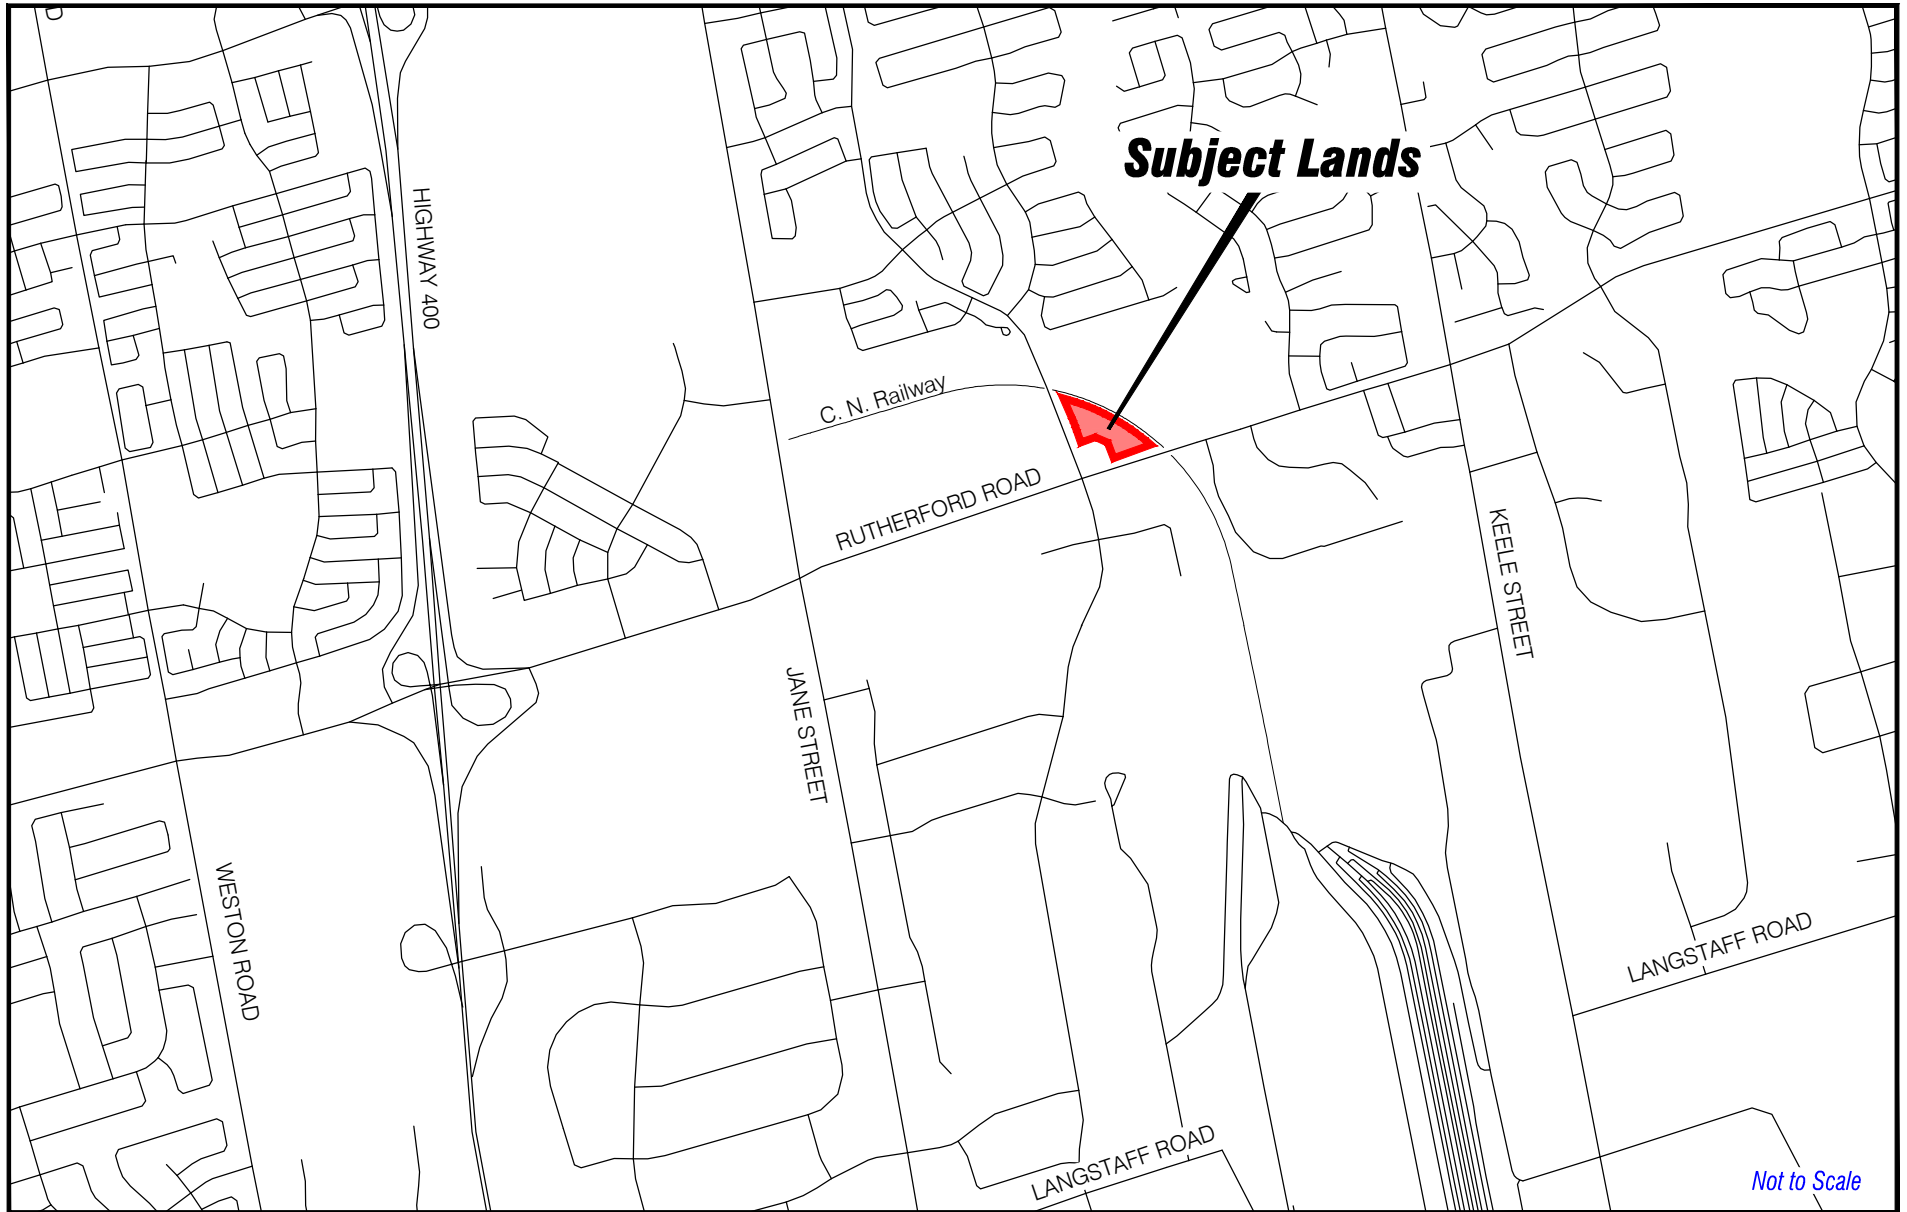 Subject Lands
HIGHWAY 400
C. N. Railway
RUTHERFORD ROAD
KEELE STREET
JANE STREET
WESTON ROAD
LANGSTAFF ROAD
LANGSTAFF ROAD
Not to Scale